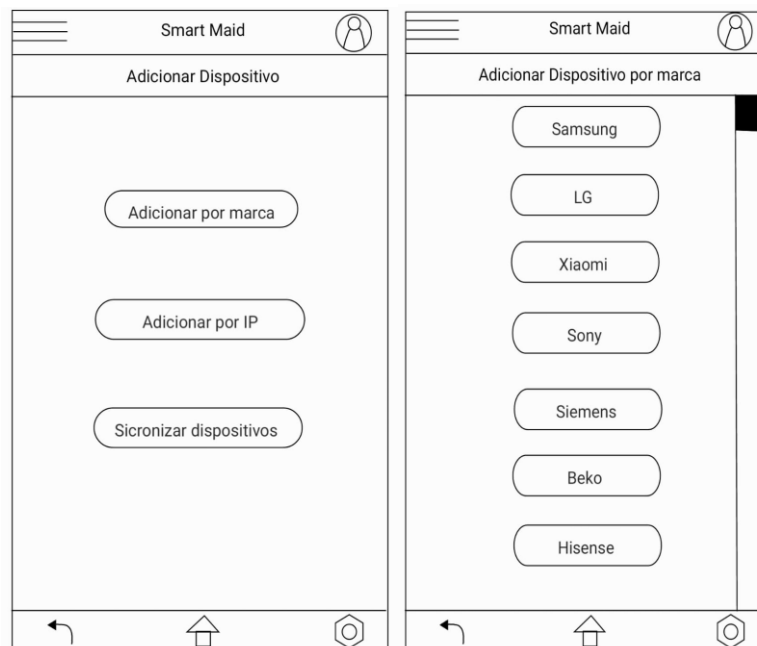 Smart Maid
Adicionar Dispositivo
Adicionar por marca
Adicionar por IP
Sicronizar dispositivos
Smart Maid
Adicionar Dispositivo por marca
Samsung
LG
Xiaomi
Sony
Siemens
Beko
Hisense